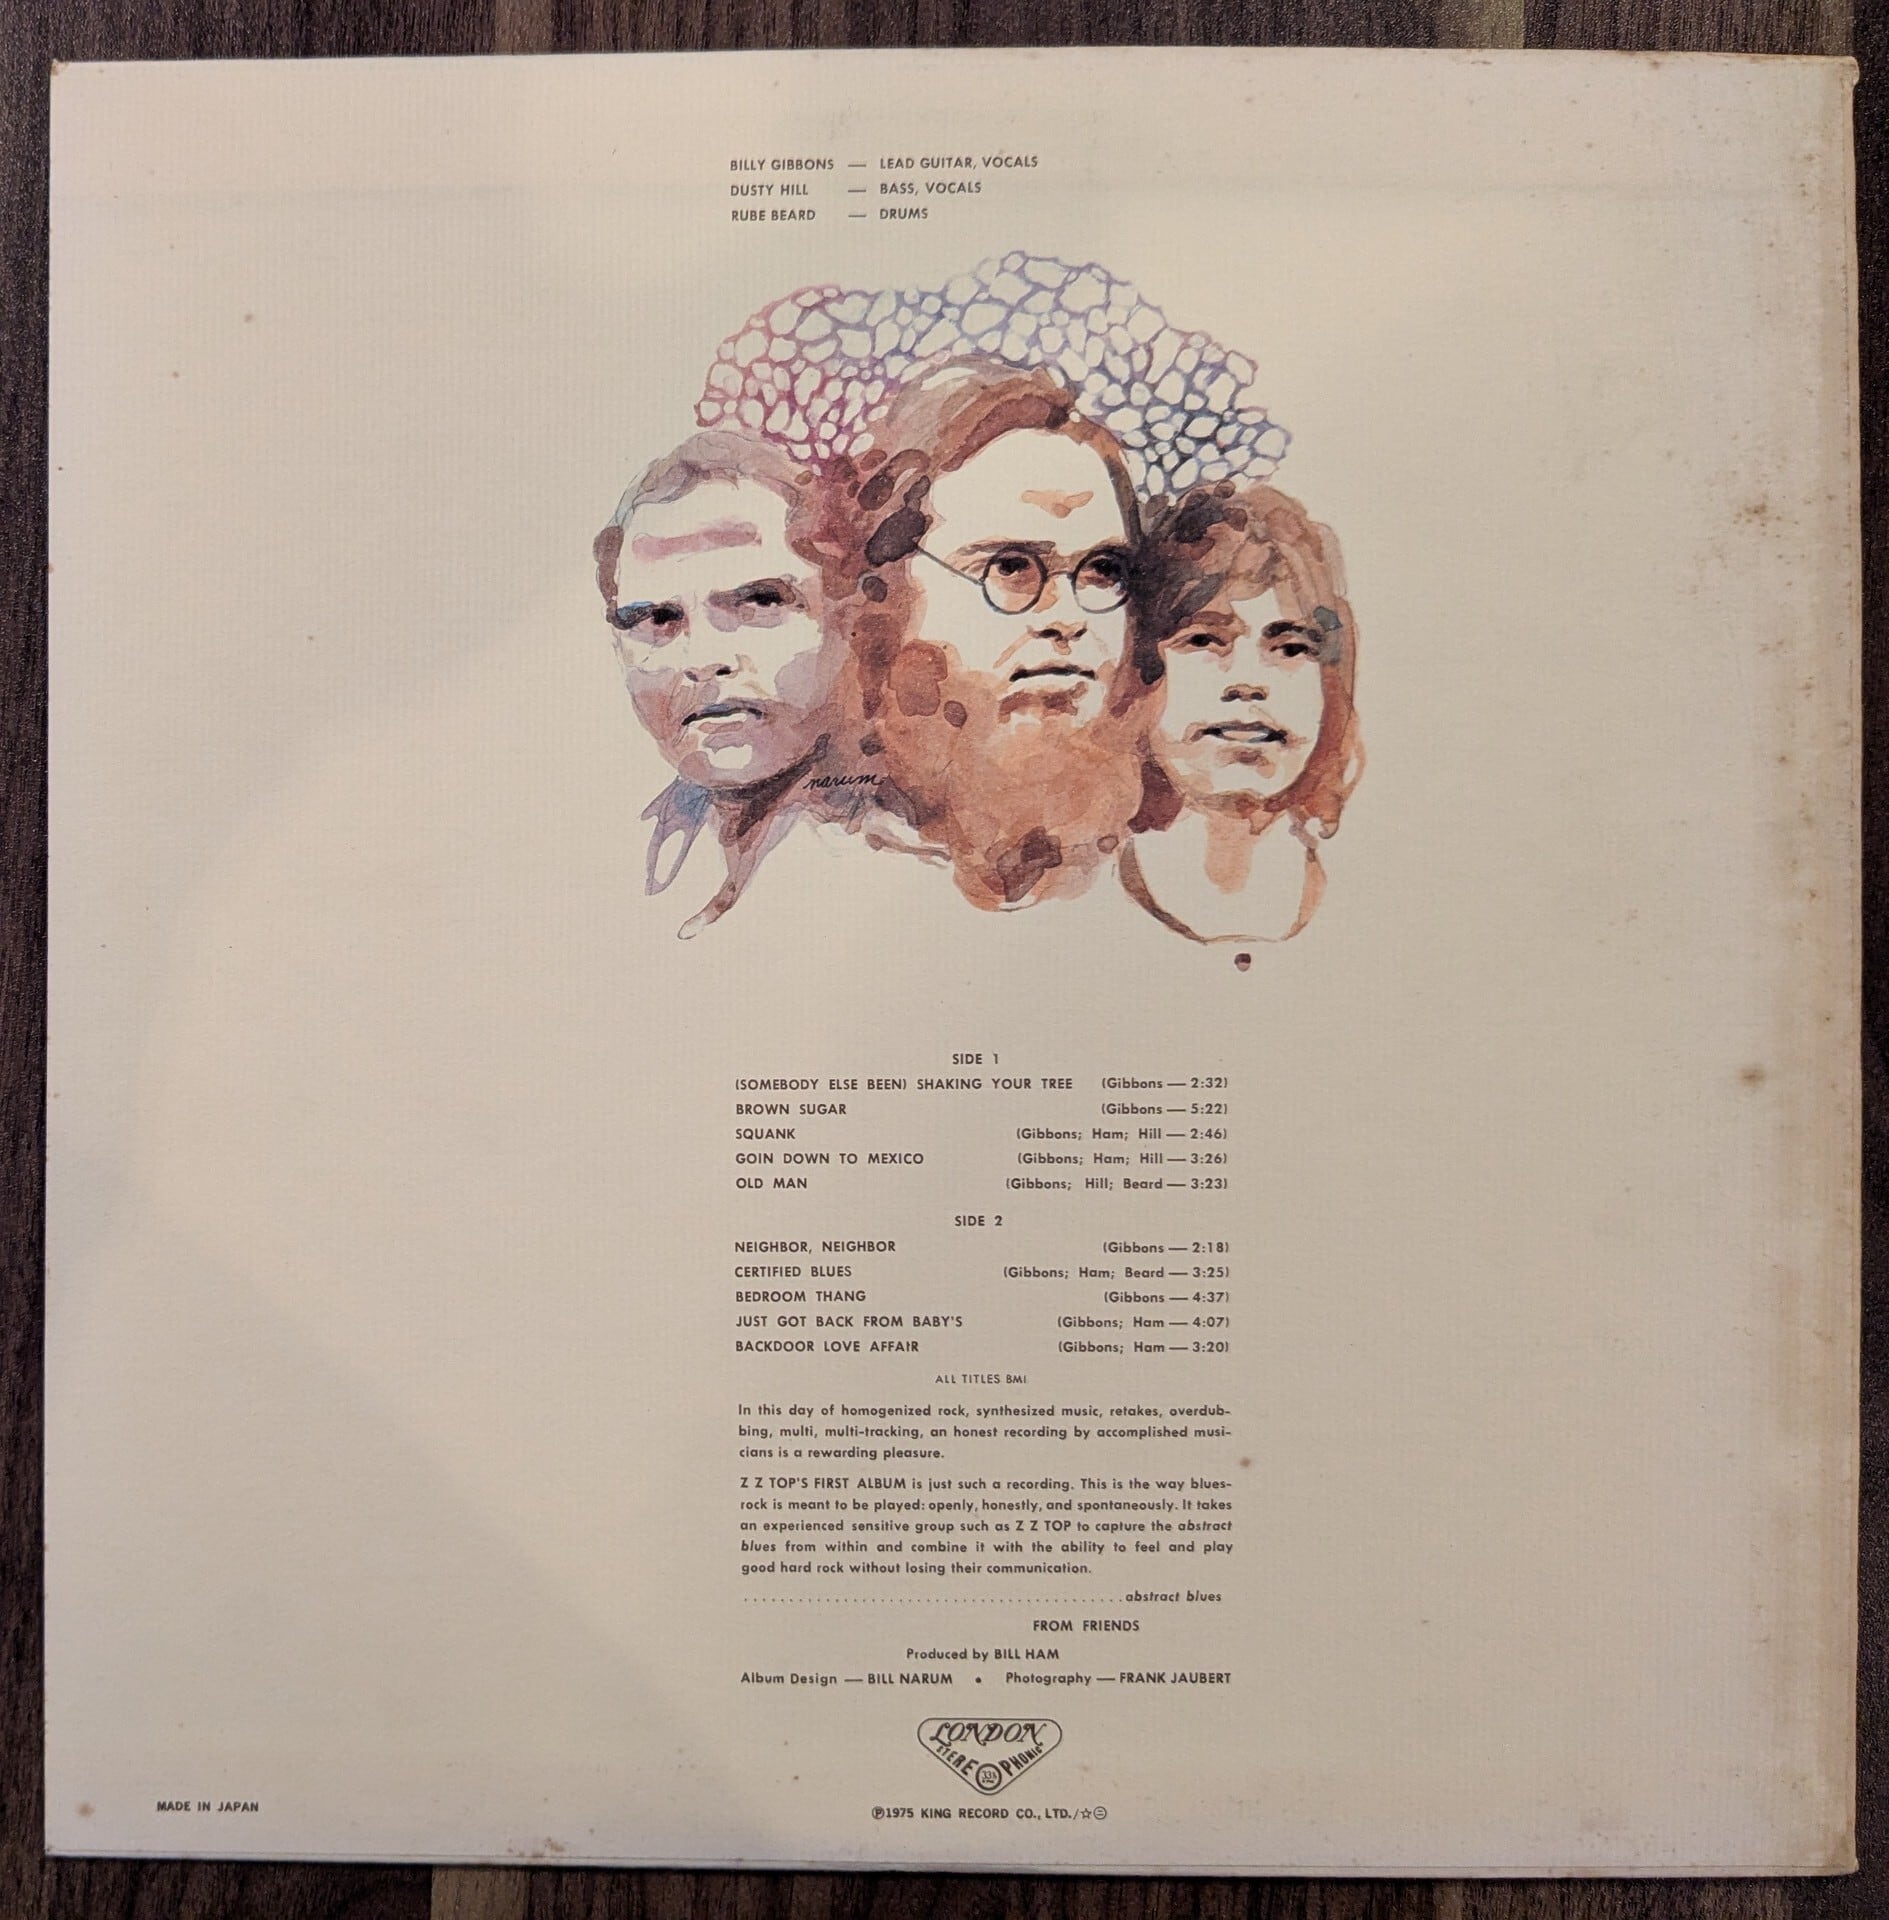 BILLY GIBBONS — LEAD GUITAR, VOCALS
DUSTY HILL — BASS, VOCALS
RUBE BEARD — DRUMS
narum
SIDE 1
(SOMEBODY ELSE BEEN) SHAKING YOUR TREE (Gibbons — 2:32)
BROWN SUGAR (Gibbons — 5:22)
SQUANK (Gibbons; Ham; Hill — 2:46)
GOIN DOWN TO MEXICO (Gibbons; Ham; Hill — 3:26)
OLD MAN (Gibbons; Hill; Beard — 3:23)
SIDE 2
NEIGHBOR, NEIGHBOR (Gibbons — 2:18)
CERTIFIED BLUES (Gibbons; Ham; Beard — 3:25)
BEDROOM THANG (Gibbons — 4:37)
JUST GOT BACK FROM BABY'S (Gibbons; Ham — 4:07)
BACKDOOR LOVE AFFAIR (Gibbons; Ham — 3:20)
ALL TITLES BMI
In this day of homogenized rock, synthesized music, retakes, overdub-
bing, multi, multi-tracking, an honest recording by accomplished musi-
cians is a rewarding pleasure.
Z Z TOP'S FIRST ALBUM is just such a recording. This is the way blues-
rock is meant to be played: openly, honestly, and spontaneously. It takes
an experienced sensitive group such as Z Z TOP to capture the abstract
blues from within and combine it with the ability to feel and play
good hard rock without losing their communication.
..........................................abstract blues
FROM FRIENDS
Produced by BILL HAM
Album Design — BILL NARUM • Photography — FRANK JAUBERT
LONDON
STEREOPHONIC
33⅓
MADE IN JAPAN
℗1975 KING RECORD CO., LTD./☆㊁